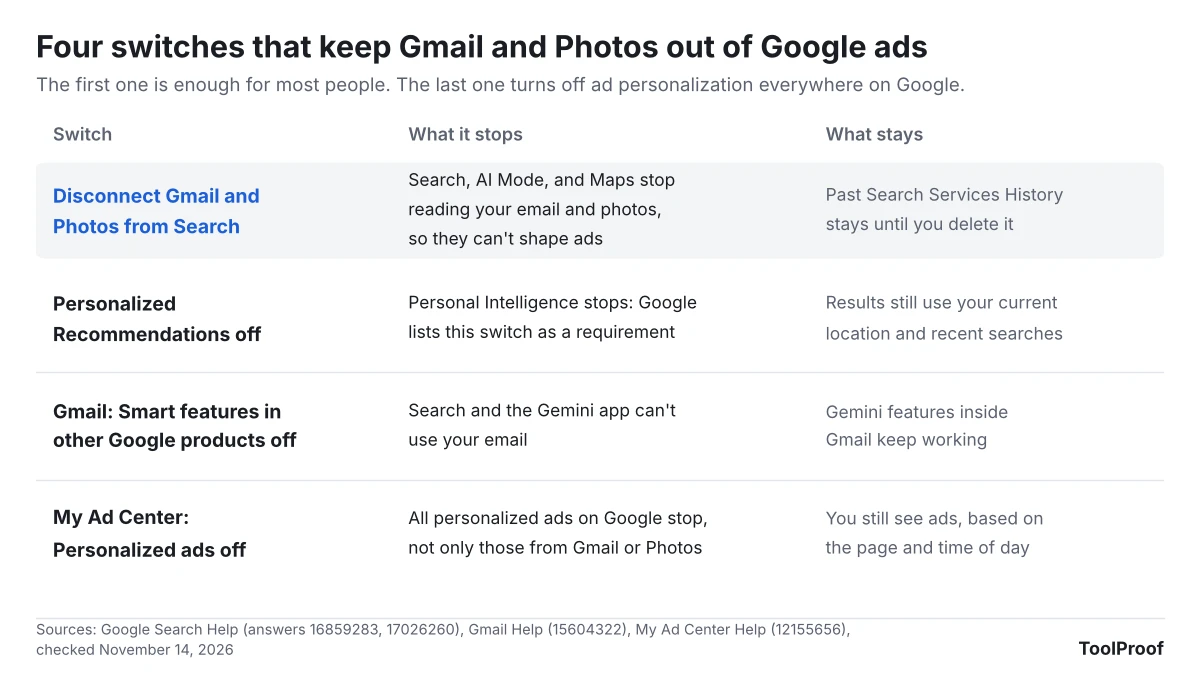 Four switches that keep Gmail and Photos out of Google ads
The first one is enough for most people. The last one turns off ad personalization everywhere on Google.
Switch
What it stops
What stays
Disconnect Gmail and
Photos from Search
Search, AI Mode, and Maps stop
reading your email and photos,
so they can't shape ads
Past Search Services History
stays until you delete it
Personalized
Recommendations off
Personal Intelligence stops: Google
lists this switch as a requirement
Results still use your current
location and recent searches
Gmail: Smart features in
other Google products off
Search and the Gemini app can't
use your email
Gemini features inside
Gmail keep working
My Ad Center:
Personalized ads off
All personalized ads on Google stop,
not only those from Gmail or Photos
You still see ads, based on
the page and time of day
Sources: Google Search Help (answers 16859283, 17026260), Gmail Help (15604322), My Ad Center Help (12155656),
checked November 14, 2026
ToolProof